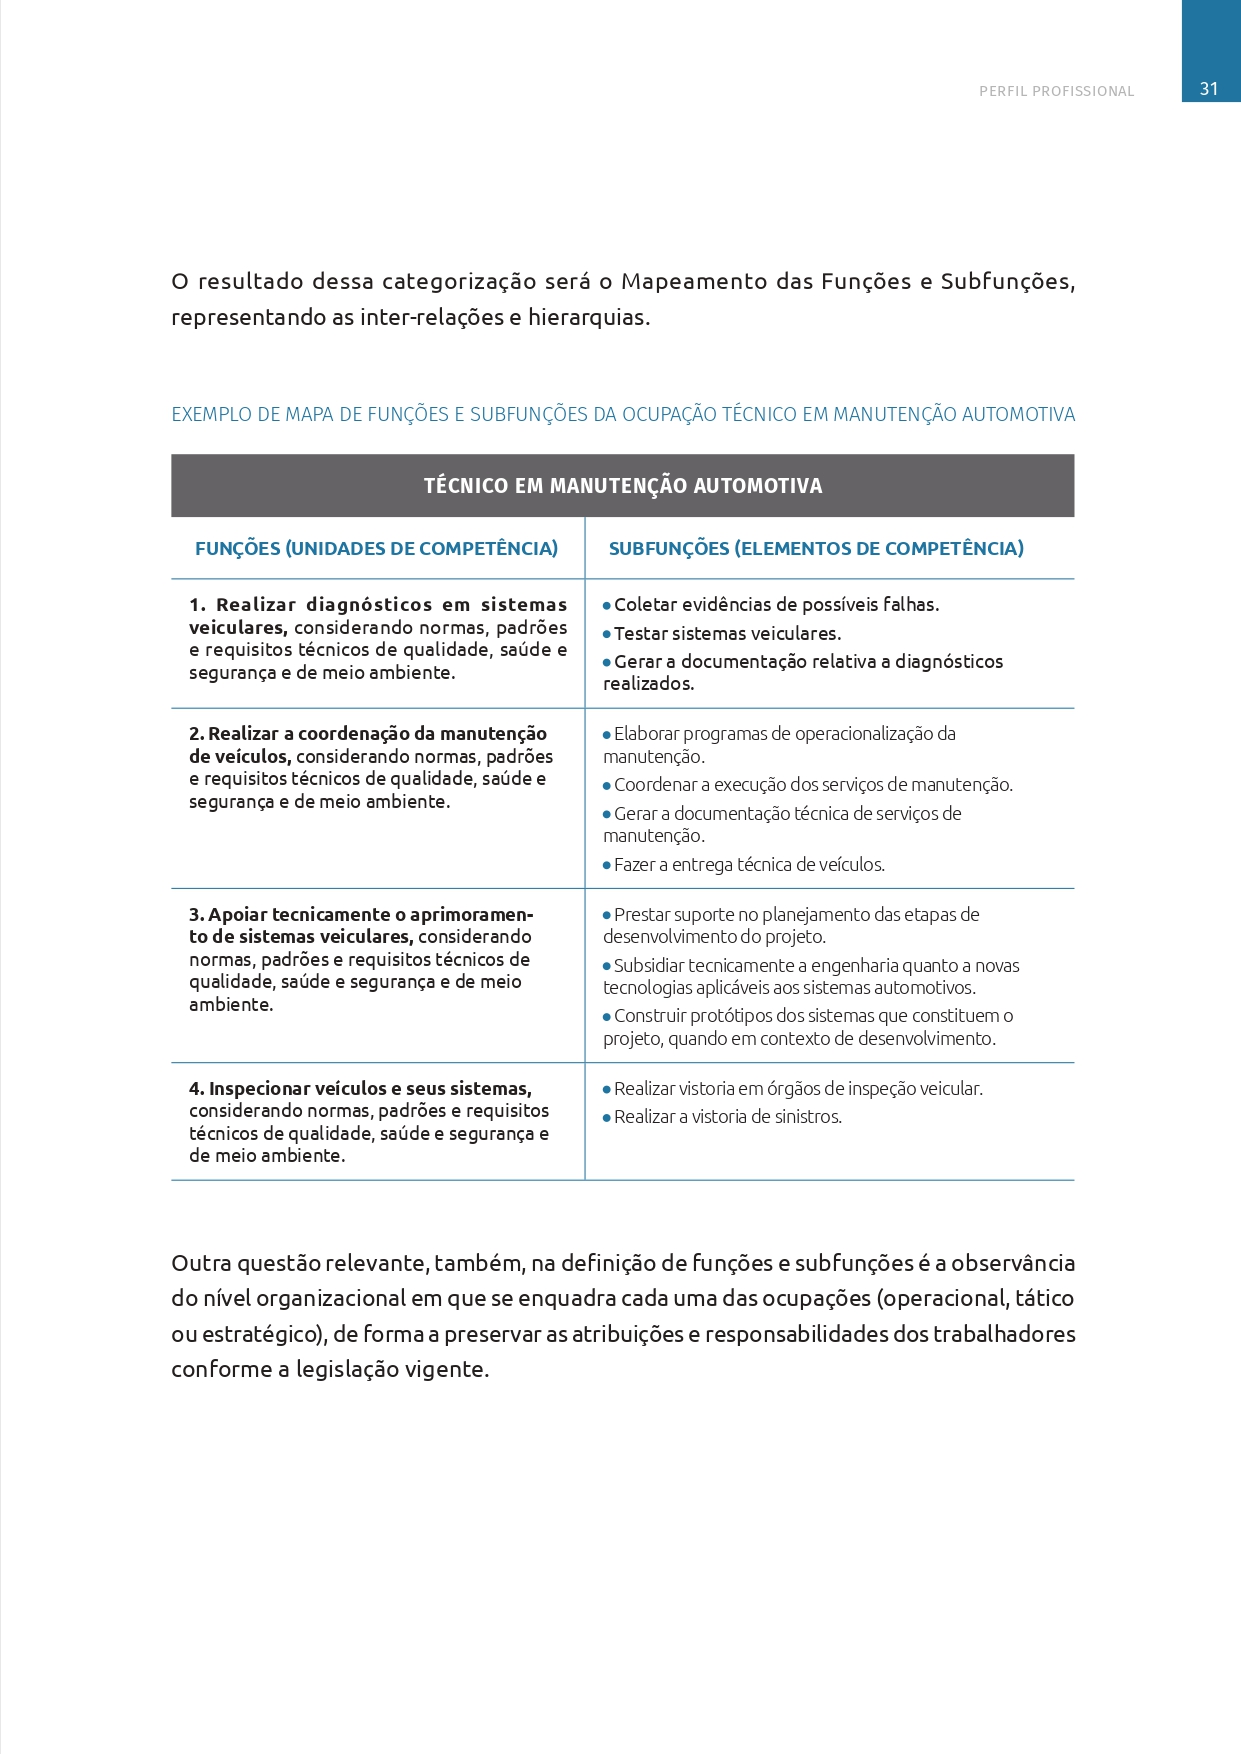 PERFIL PROFISSIONAL
31
O resultado dessa categorização será o Mapeamento das Funções e Subfunções,
representando as inter-relações e hierarquias.
EXEMPLO DE MAPA DE FUNÇÕES E SUBFUNÇÕES DA OCUPAÇÃO TÉCNICO EM MANUTENÇÃO AUTOMOTIVA
TÉCNICO EM MANUTENÇÃO AUTOMOTIVA
FUNÇÕES (UNIDADES DE COMPETÊNCIA)
SUBFUNÇÕES (ELEMENTOS DE COMPETÊNCIA)
1. Realizar diagnósticos em sistemas
veiculares, considerando normas, padrões
e requisitos técnicos de qualidade, saúde e
segurança e de meio ambiente.
• Coletar evidências de possíveis falhas.
• Testar sistemas veiculares.
• Gerar a documentação relativa a diagnósticos
realizados.
2. Realizar a coordenação da manutenção
de veículos, considerando normas, padrões
e requisitos técnicos de qualidade, saúde e
segurança e de meio ambiente.
• Elaborar programas de operacionalização da
manutenção.
• Coordenar a execução dos serviços de manutenção.
• Gerar a documentação técnica de serviços de
manutenção.
• Fazer a entrega técnica de veículos.
3. Apoiar tecnicamente o aprimoramen-
to de sistemas veiculares, considerando
normas, padrões e requisitos técnicos de
qualidade, saúde e segurança e de meio
ambiente.
• Prestar suporte no planejamento das etapas de
desenvolvimento do projeto.
• Subsidiar tecnicamente a engenharia quanto a novas
tecnologias aplicáveis aos sistemas automotivos.
• Construir protótipos dos sistemas que constituem o
projeto, quando em contexto de desenvolvimento.
4. Inspecionar veículos e seus sistemas,
considerando normas, padrões e requisitos
técnicos de qualidade, saúde e segurança e
de meio ambiente.
• Realizar vistoria em órgãos de inspeção veicular.
• Realizar a vistoria de sinistros.
Outra questão relevante, também, na definição de funções e subfunções é a observância
do nível organizacional em que se enquadra cada uma das ocupações (operacional, tático
ou estratégico), de forma a preservar as atribuições e responsabilidades dos trabalhadores
conforme a legislação vigente.